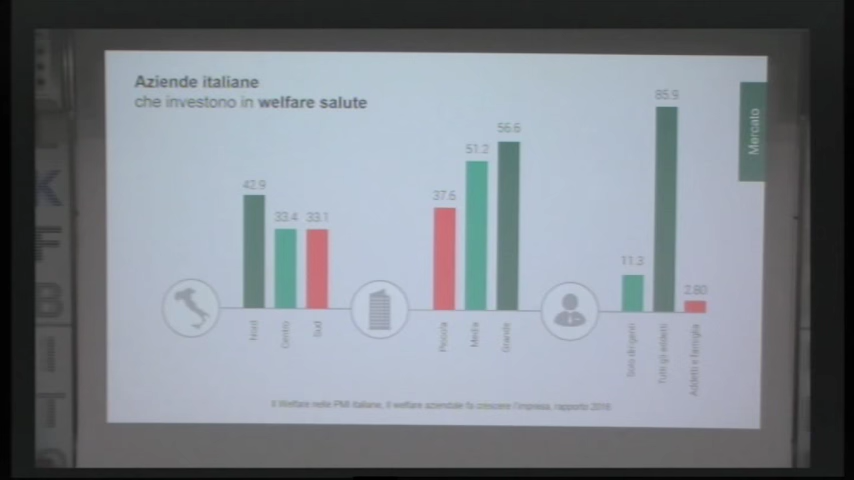 Aziende italiane
che investono in welfare salute
Mercato
42.9
33.4
33.1
37.6
51.2
56.6
11.3
85.9
2.80
Nord
Centro
Sud
Piccola
Media
Grande
Solo dirigenti
Tutti gli addetti
Addetti e famiglia
Il Welfare nelle PMI italiane, il welfare aziendale fa crescere l'impresa, rapporto 2018
K
F
B